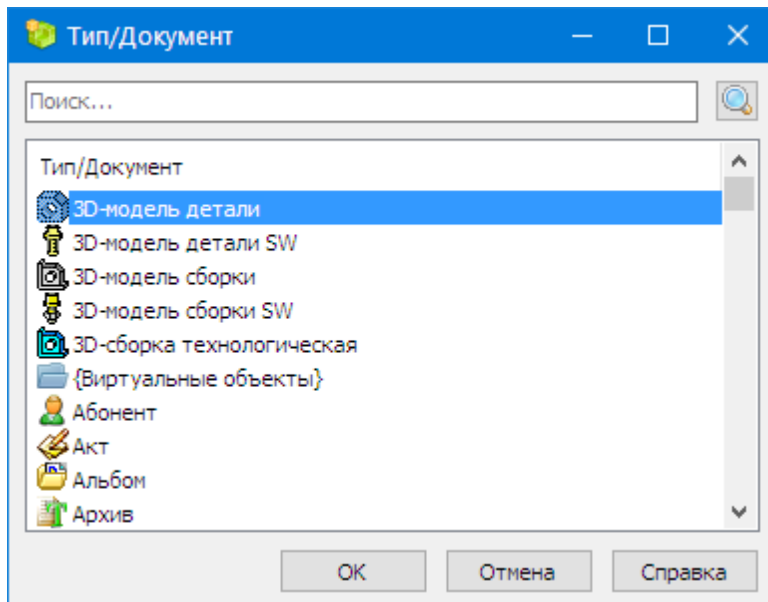 Тип/Документ
Поиск...
Тип/Документ
3D-модель детали
3D-модель детали SW
3D-модель сборки
3D-модель сборки SW
3D-сборка технологическая
{Виртуальные объекты}
Абонент
Акт
Альбом
Архив
ОК Отмена Справка